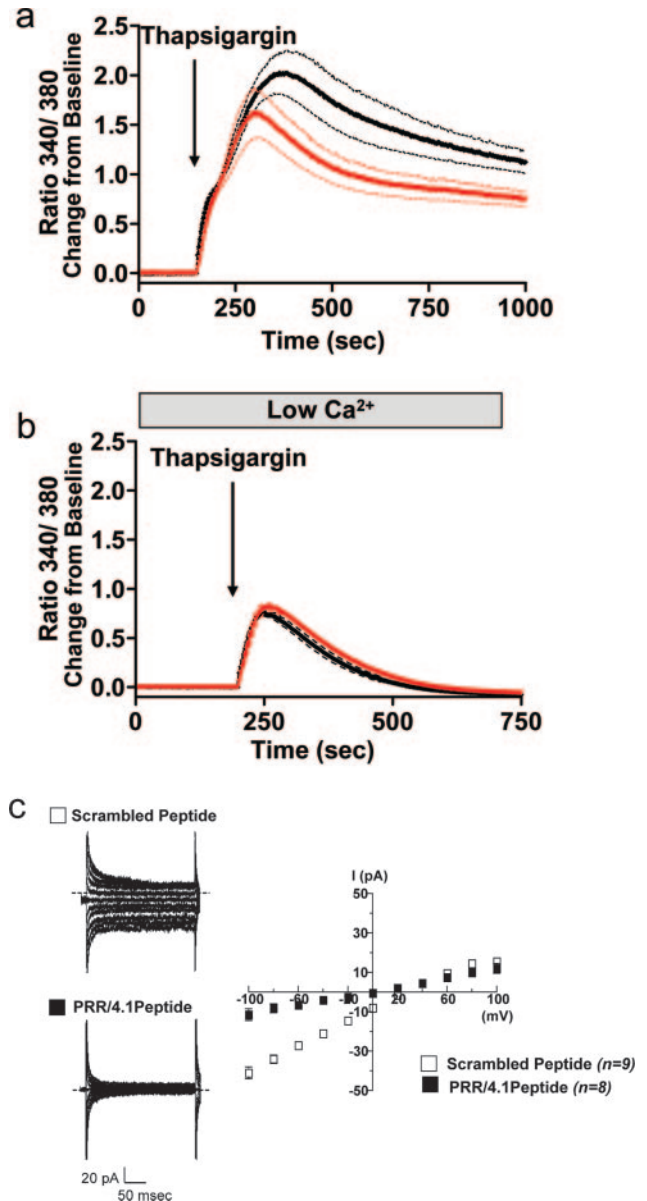 a
Thapsigargin
Ratio 340/ 380
Change from Baseline
2.5
2.0
1.5
1.0
0.5
0.0
0 250 500 750 1000
Time (sec)
Low Ca²⁺
b
Thapsigargin
Ratio 340/ 380
Change from Baseline
2.5
2.0
1.5
1.0
0.5
0.0
0 250 500 750
Time (sec)
c
Scrambled Peptide
PRR/4.1Peptide
20 pA
50 msec
I (pA)
50
30
10
-100 -60 -20 20 60 100
(mV)
-10
-30
-50
Scrambled Peptide (n=9)
PRR/4.1Peptide (n=8)